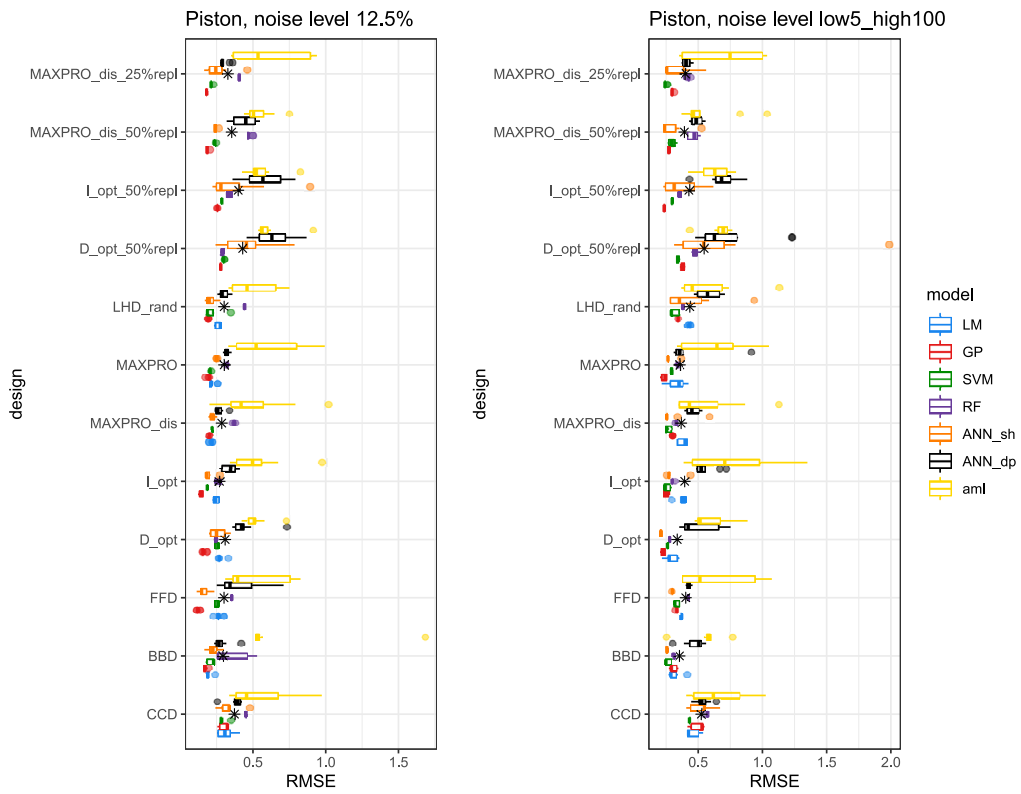 Piston, noise level 12.5%
Piston, noise level low5_high100
design
MAXPRO_dis_25%repl
MAXPRO_dis_50%repl
I_opt_50%repl
D_opt_50%repl
LHD_rand
MAXPRO
MAXPRO_dis
I_opt
D_opt
FFD
BBD
CCD
0.5
1.0
1.5
RMSE
design
MAXPRO_dis_25%repl
MAXPRO_dis_50%repl
I_opt_50%repl
D_opt_50%repl
LHD_rand
MAXPRO
MAXPRO_dis
I_opt
D_opt
FFD
BBD
CCD
0.5
1.0
1.5
2.0
RMSE
model
LM
GP
SVM
RF
ANN_sh
ANN_dp
aml